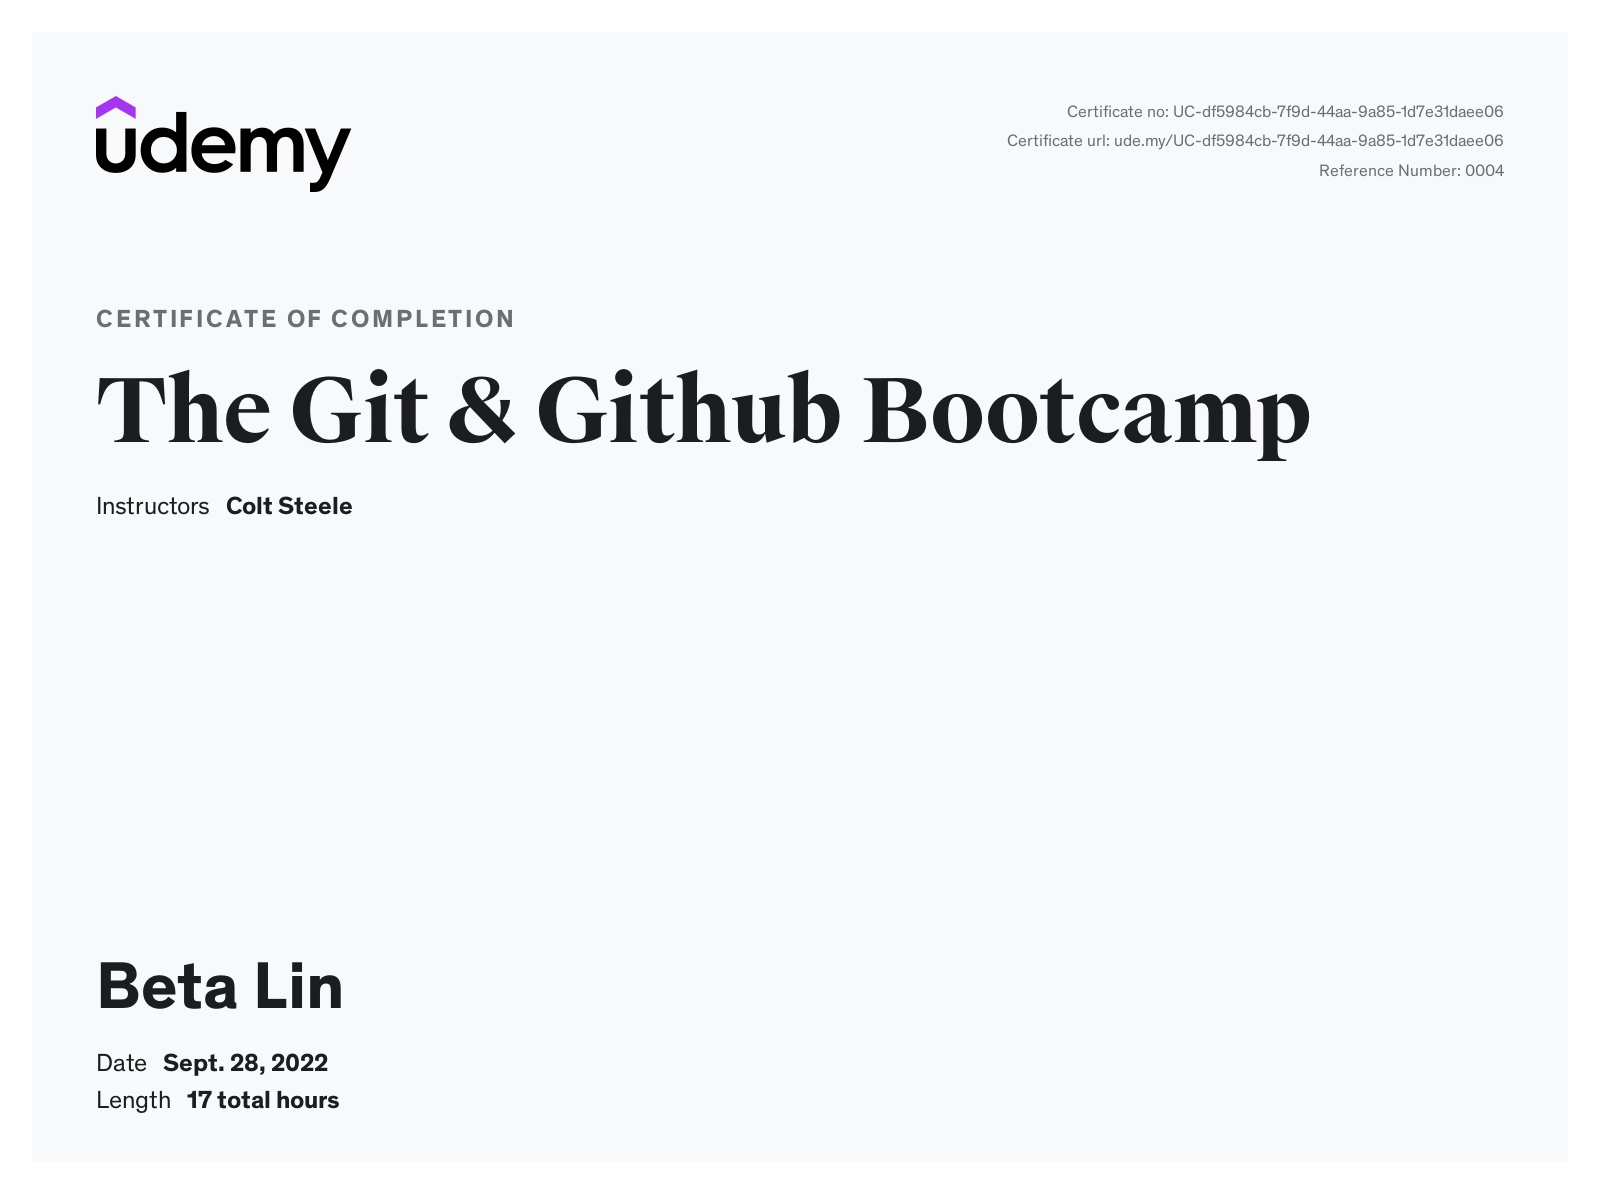 udemy
Certificate no: UC-df5984cb-7f9d-44aa-9a85-1d7e31daee06
Certificate url: ude.my/UC-df5984cb-7f9d-44aa-9a85-1d7e31daee06
Reference Number: 0004
CERTIFICATE OF COMPLETION
The Git & Github Bootcamp
Instructors Colt Steele
Beta Lin
Date Sept. 28, 2022
Length 17 total hours